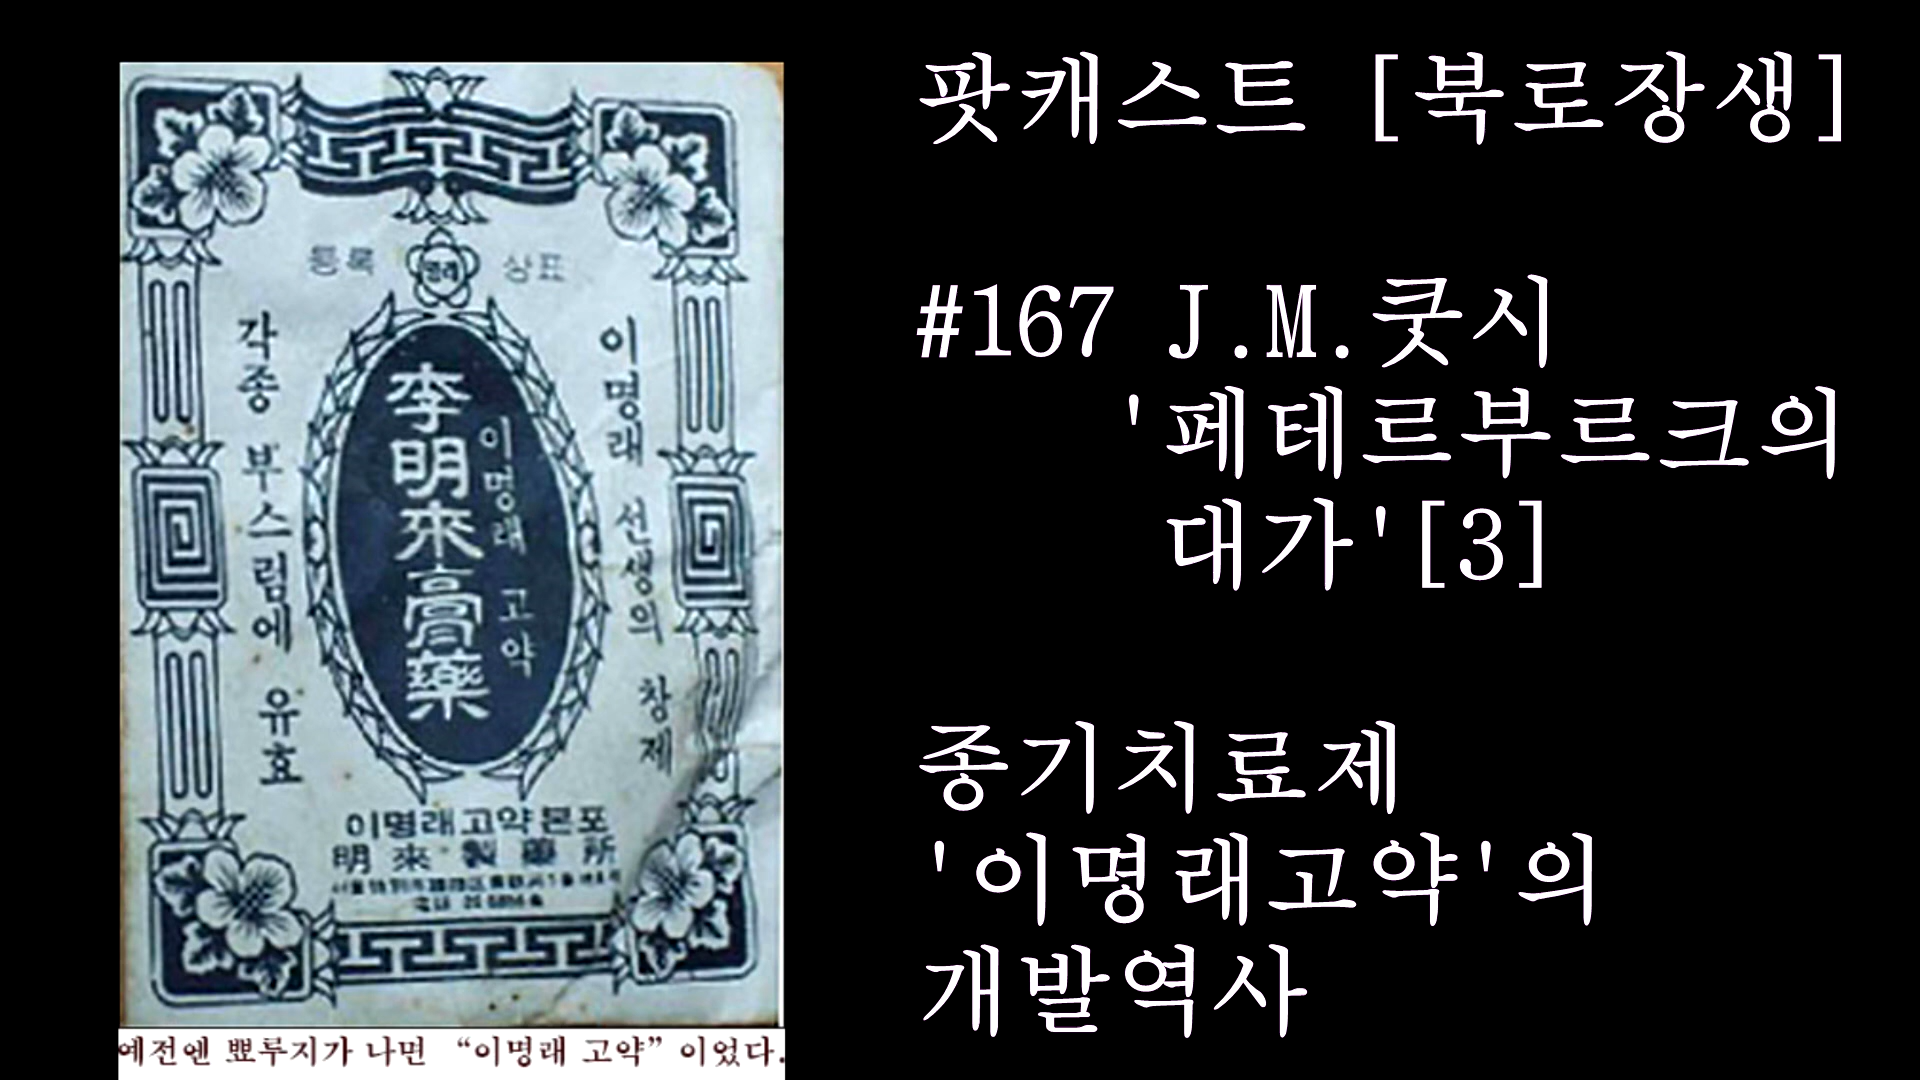 팟캐스트 [북로장생]
#167 J.M.쿳시
'페테르부르크의
대가'[3]
종기치료제
'이명래고약'의
개발역사
등록 상표
명래
이명래 선생의 창제
이명래 고약
李明來膏藥
각종 부스럼에 유효
이명래고약본포
明來製藥所
예전엔 뾰루지가 나면 “이명래 고약” 이었다.